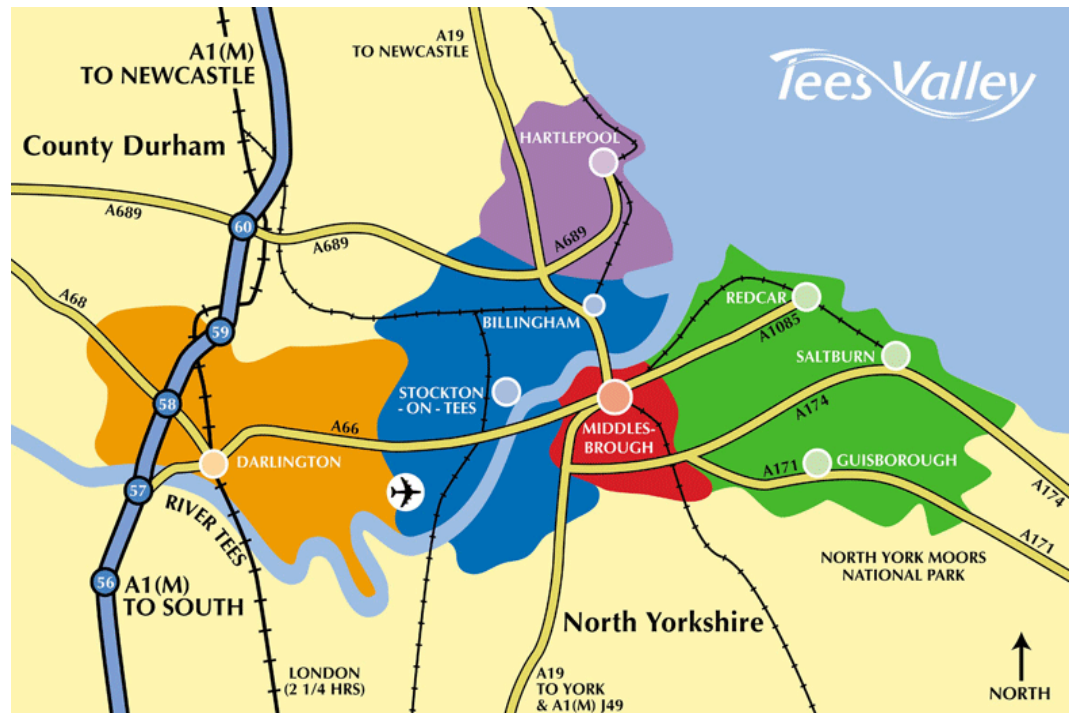 A1(M)
TO NEWCASTLE
A19
TO NEWCASTLE
Tees Valley
County Durham
HARTLEPOOL
A689
60
A689
A689
A68
59
BILLINGHAM
REDCAR
A1085
SALTBURN
58
STOCKTON
- ON - TEES
A174
A66
MIDDLES-
BROUGH
DARLINGTON
A171
GUISBOROUGH
57
RIVER TEES
A174
A171
56
A1(M)
TO SOUTH
NORTH YORK MOORS
NATIONAL PARK
North Yorkshire
LONDON
(2 1/4 HRS)
A19
TO YORK
& A1(M) J49
NORTH